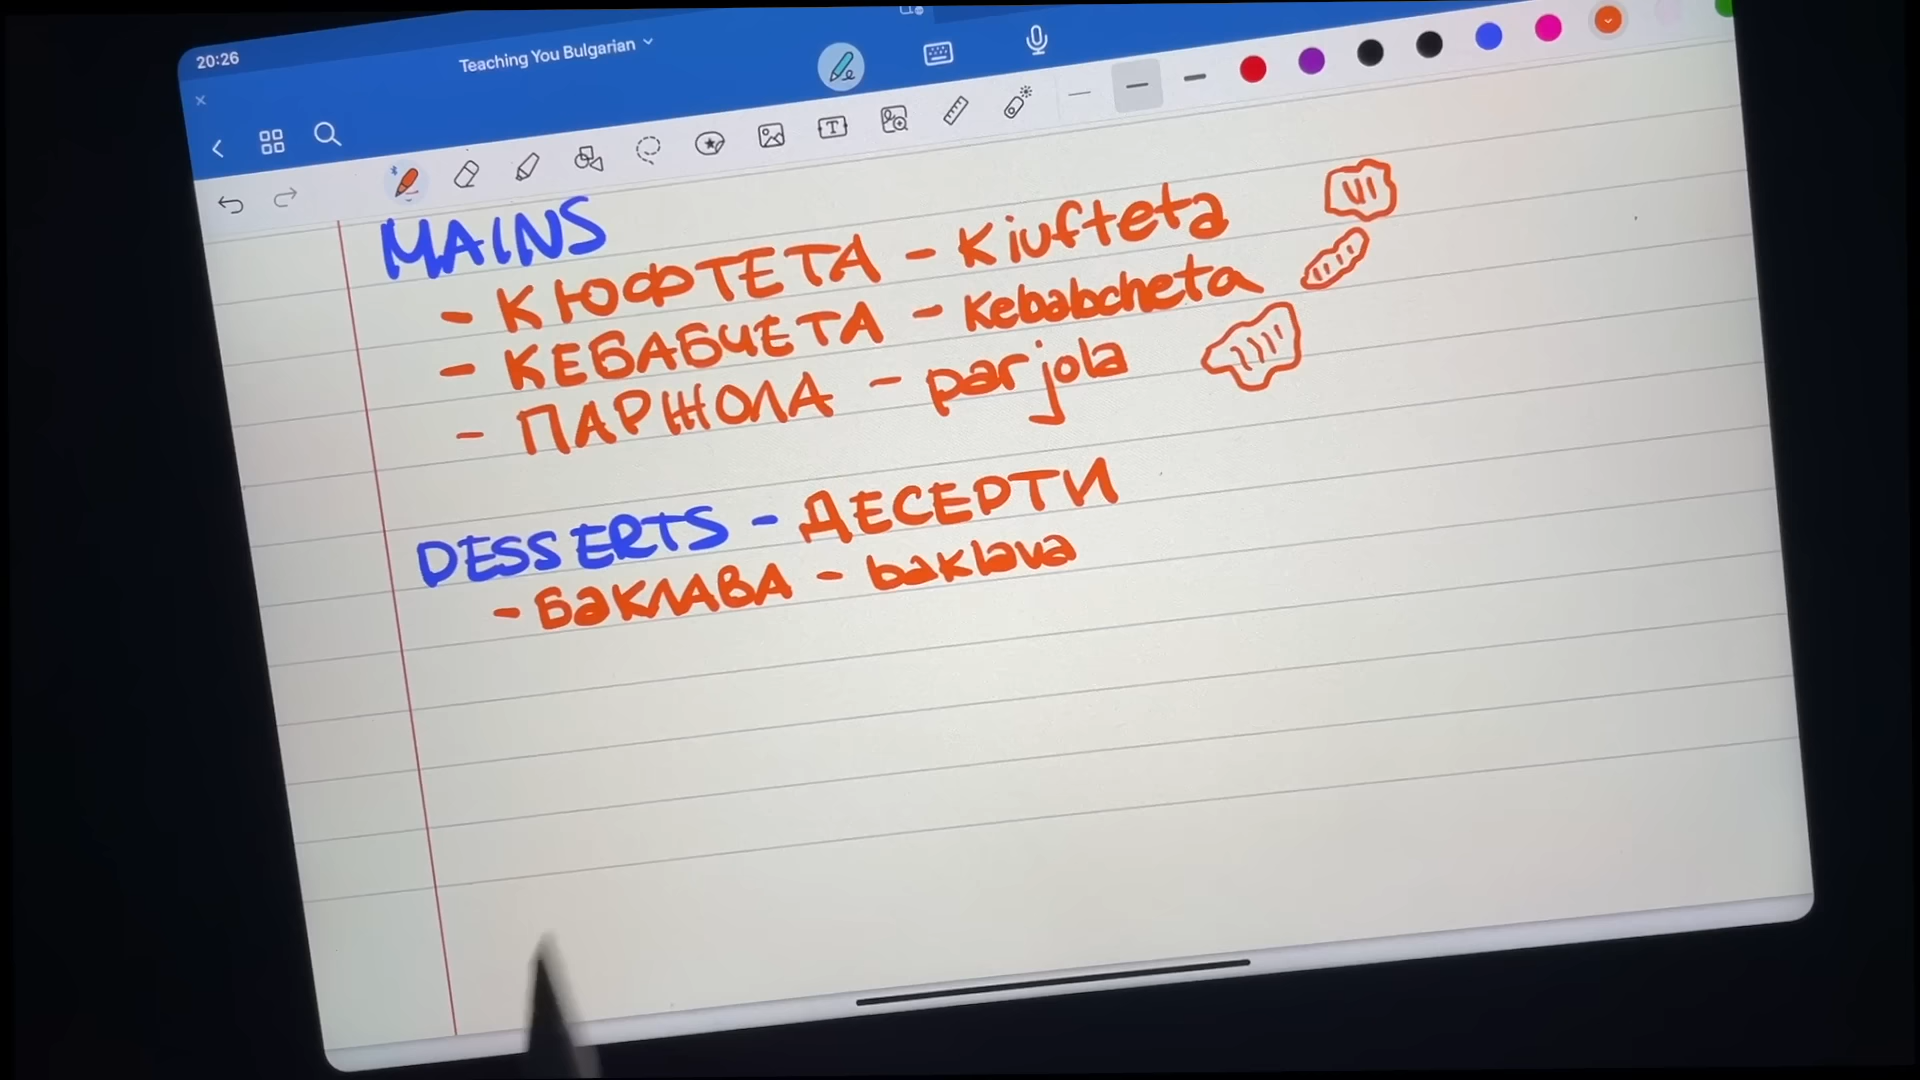 20:26
Teaching You Bulgarian
MAINS
- КЮФТЕТА - Kiufteta
- КЕБАБЧЕТА - Kebabcheta
- ПАРЖОЛА - parjola
DESSERTS - ДЕСЕРТИ
- БАКЛАВА - baklava